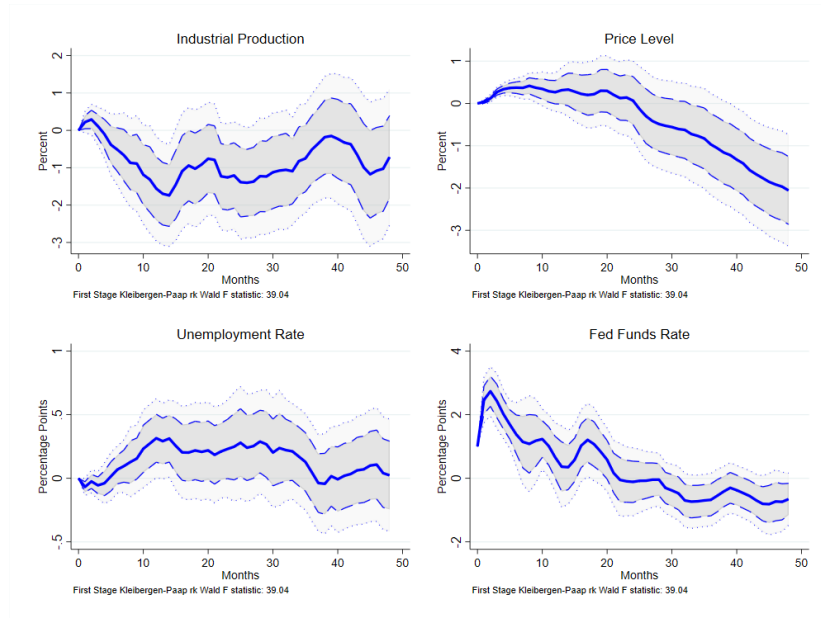 Industrial Production
Percent
2
1
0
-1
-2
-3
0 10 20 30 40 50
Months
First Stage Kleibergen-Paap rk Wald F statistic: 39.04
Price Level
Percent
1
0
-1
-2
-3
0 10 20 30 40 50
Months
First Stage Kleibergen-Paap rk Wald F statistic: 39.04
Unemployment Rate
Percentage Points
1
.5
0
-.5
0 10 20 30 40 50
Months
First Stage Kleibergen-Paap rk Wald F statistic: 39.04
Fed Funds Rate
Percentage Points
4
2
0
-2
0 10 20 30 40 50
Months
First Stage Kleibergen-Paap rk Wald F statistic: 39.04